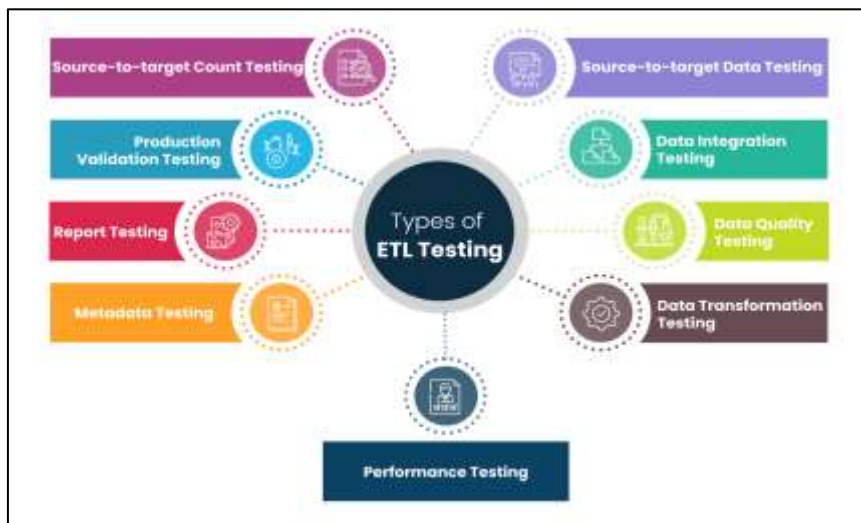 Source-to-target Count Testing
Source-to-target Data Testing
Production
Validation Testing
Data Integration
Testing
Types of
ETL Testing
Report Testing
Data Quality
Testing
Metadata Testing
Data Transformation
Testing
Performance Testing